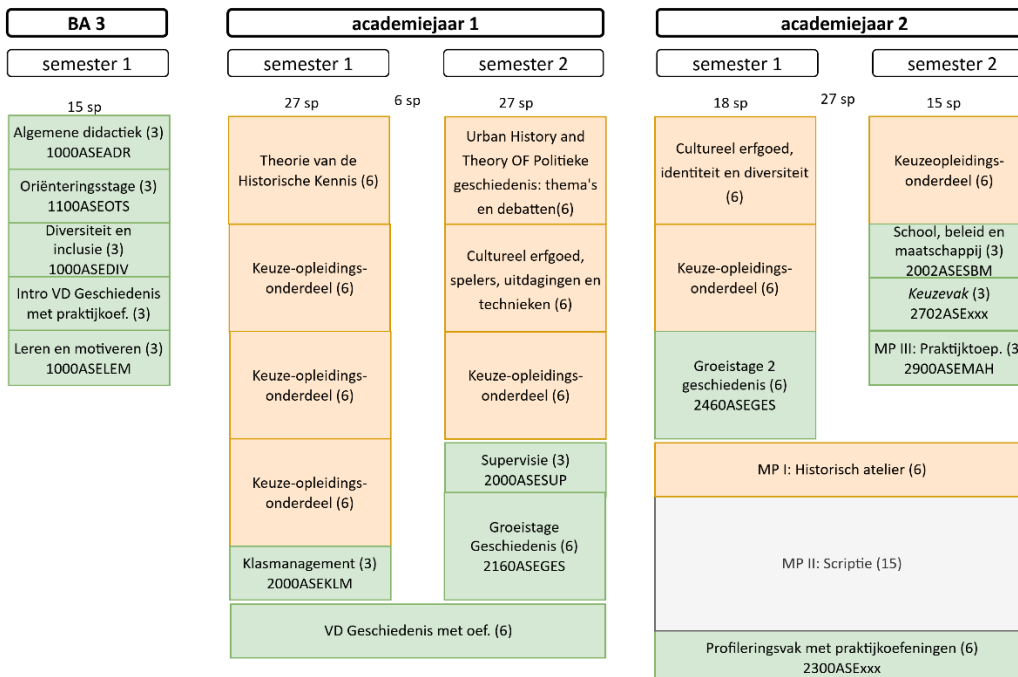 BA 3
academiejaar 1
academiejaar 2
semester 1
semester 1
semester 2
semester 1
semester 2
15 sp
27 sp
6 sp
27 sp
18 sp
27 sp
15 sp
Algemene didactiek (3)
1000ASEADR
Oriënteringsstage (3)
1100ASEOTS
Diversiteit en
inclusie (3)
1000ASEDIV
Intro VD Geschiedenis
met praktijkoef. (3)
Leren en motiveren (3)
1000ASELEM
Theorie van de
Historische Kennis (6)
Keuze-opleidings-
onderdeel (6)
Keuze-opleidings-
onderdeel (6)
Keuze-opleidings-
onderdeel (6)
Klasmanagement (3)
2000ASEKLM
Urban History and
Theory OF Politieke
geschiedenis: thema's
en debatten(6)
Cultureel erfgoed,
spelers, uitdagingen en
technieken (6)
Keuze-opleidings-
onderdeel (6)
Supervisie (3)
2000ASESUP
Groeistage
Geschiedenis (6)
2160ASEGES
VD Geschiedenis met oef. (6)
Cultureel erfgoed,
identiteit en diversiteit
(6)
Keuze-opleidings-
onderdeel (6)
Groeistage 2
geschiedenis (6)
2460ASEGES
Keuzeopleidings-
onderdeel (6)
School, beleid en
maatschappij (3)
2002ASESBM
Keuzevak (3)
2702ASExxx
MP III: Praktijktoep. (3
2900ASEMAH
MP I: Historisch atelier (6)
MP II: Scriptie (15)
Profileringsvak met praktijkoefeningen (6)
2300ASExxx